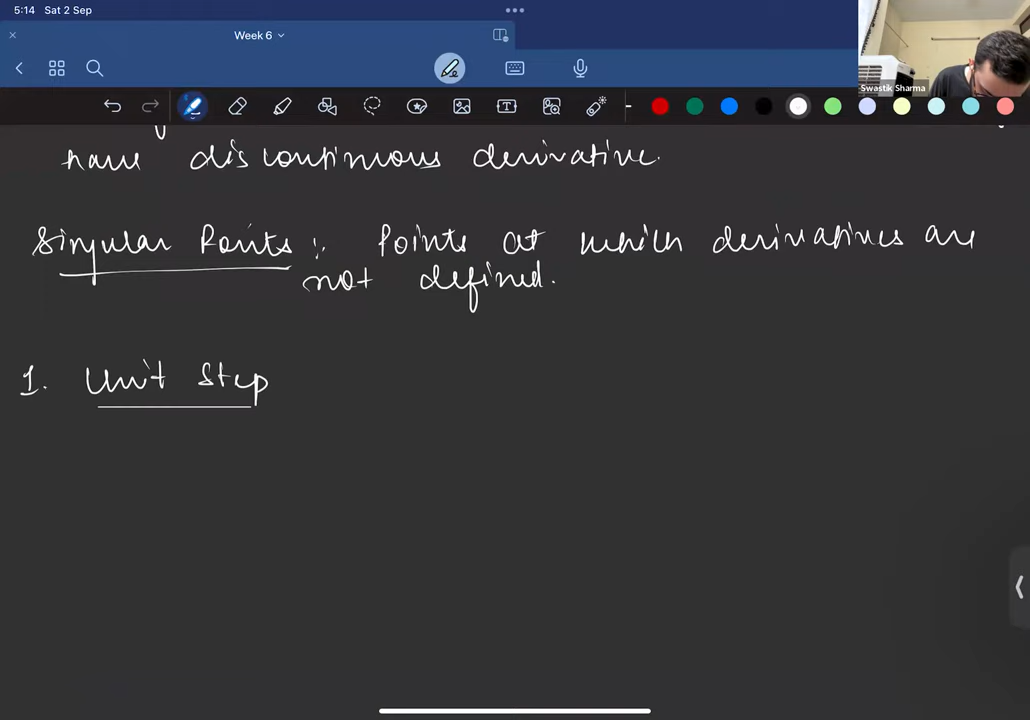 5:14 Sat 2 Sep
Week 6
Swastik Sharma
have discontinuous derivative.
Singular Points : Points at which derivatives are
not defined.
1. Unit Step